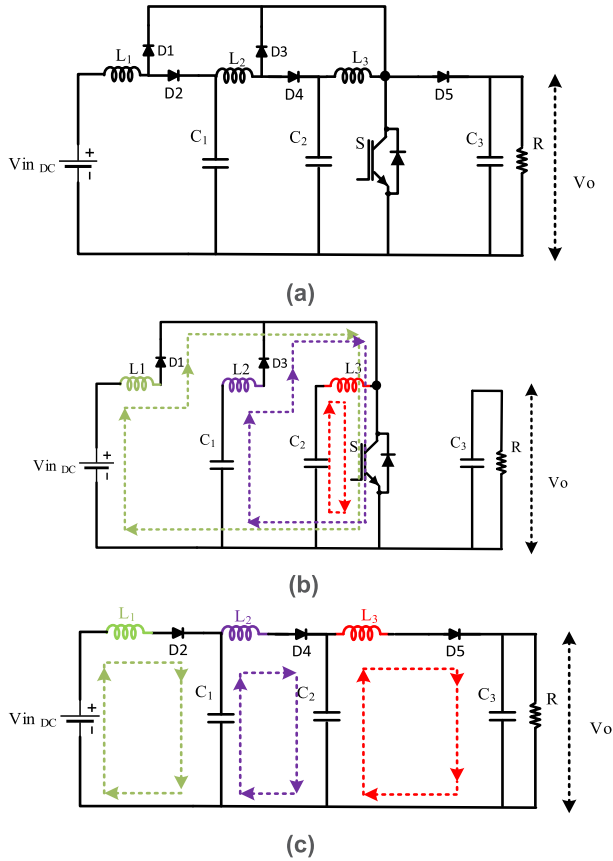 L1 D1 L2 D3 L3
D2 D4 D5
C1 C2 S C3 R
Vin DC + - Vo
(a)
L1 D1 L2 D3 L3
C1 C2 S C3 R
Vin DC + - Vo
(b)
L1 L2 L3
D2 D4 D5
C1 C2 C3 R
Vin DC + - Vo
(c)